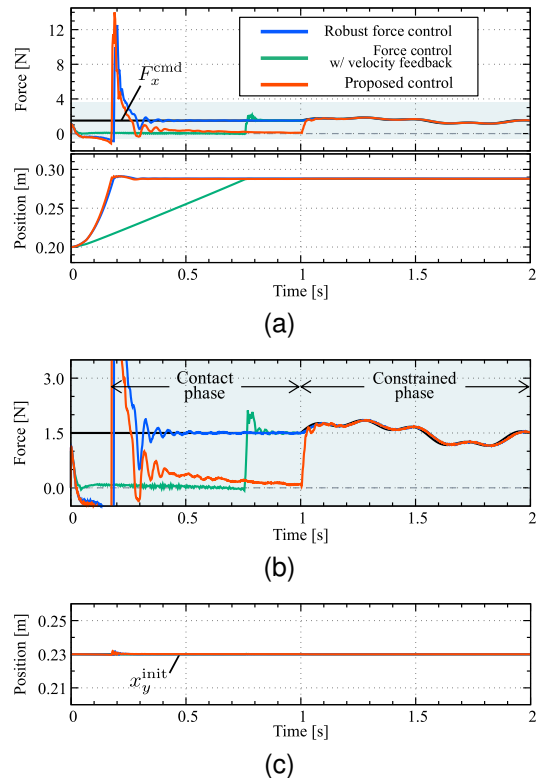 Robust force control
Force control
w/ velocity feedback
Proposed control
F_x^cmd
Force [N]
12
8
4
0
Position [m]
0.30
0.25
0.20
0
0.5
1
1.5
2
Time [s]
(a)
Contact
phase
Constrained
phase
Force [N]
3.0
1.5
0.0
0
0.5
1
1.5
2
Time [s]
(b)
Position [m]
0.25
0.23
0.21
x_y^init
0
0.5
1
1.5
2
Time [s]
(c)